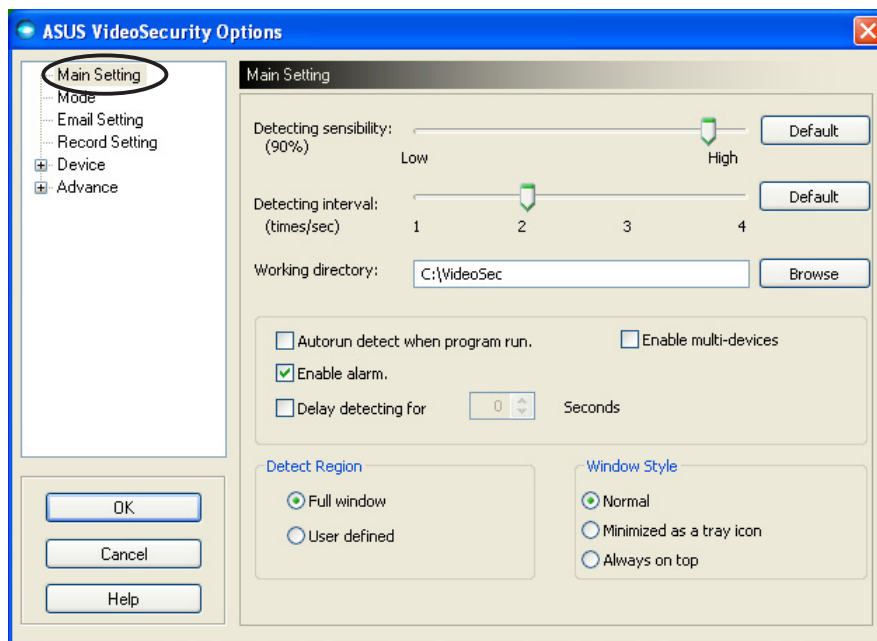 ASUS VideoSecurity Options
Main Setting
Mode
Email Setting
Record Setting
Device
Advance
OK
Cancel
Help
Main Setting
Detecting sensibility:
(90%)
Low
High
Default
Detecting interval:
(times/sec)
1 2 3 4
Default
Working directory:
C:\VideoSec
Browse
Autorun detect when program run.
Enable multi-devices
Enable alarm.
Delay detecting for 0 Seconds
Detect Region
Full window
User defined
Window Style
Normal
Minimized as a tray icon
Always on top